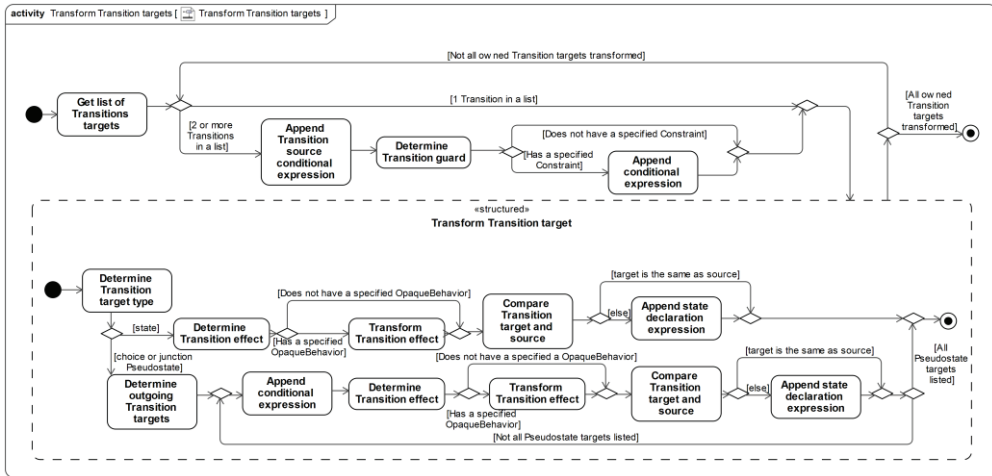 activity Transform Transition targets [ Transform Transition targets ]
[Not all owned Transition targets transformed]
Get list of
Transitions
targets
[1 Transition in a list]
[All owned
Transition
targets
transformed]
[2 or more
Transitions
in a list]
Append
Transition
source
conditional
expression
Determine
Transition guard
[Does not have a specified Constraint]
[Has a specified
Constraint]
Append
conditional
expression
«structured»
Transform Transition target
Determine
Transition
target type
[state]
Determine
Transition effect
[Does not have a specified OpaqueBehavior]
[Has a specified
OpaqueBehavior]
Transform
Transition effect
Compare
Transition
target and
source
[target is the same as source]
[else]
Append state
declaration
expression
[choice or junction
Pseudostate]
Determine
outgoing
Transition
targets
Append
conditional
expression
Determine
Transition effect
[Does not have a specified a OpaqueBehavior]
[Has a specified
OpaqueBehavior]
Transform
Transition effect
Compare
Transition
target and
source
[target is the same as source]
[else]
Append state
declaration
expression
[All
Pseudostate
targets
listed]
[Not all Pseudostate targets listed]